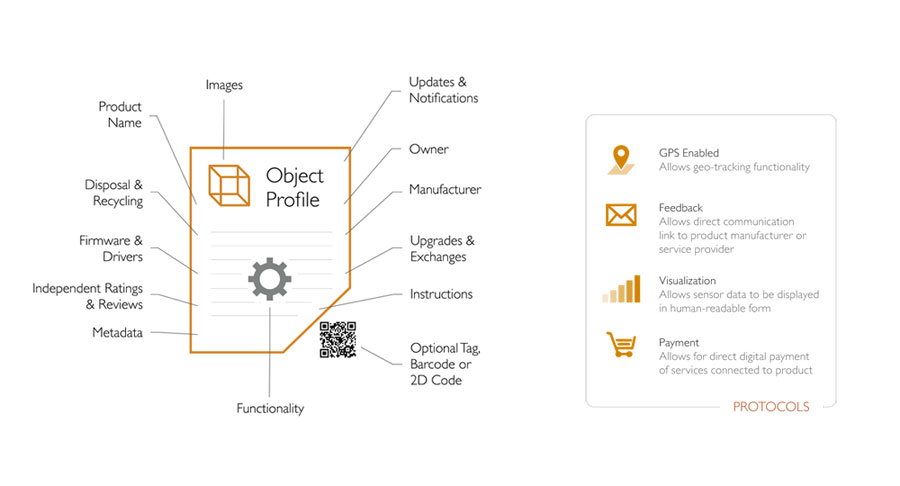 Images
Product
Name
Disposal &
Recycling
Firmware &
Drivers
Independent Ratings
& Reviews
Metadata
Object
Profile
Functionality
Updates &
Notifications
Owner
Manufacturer
Upgrades &
Exchanges
Instructions
Optional Tag,
Barcode or
2D Code
GPS Enabled
Allows geo-tracking functionality
Feedback
Allows direct communication
link to product manufacturer or
service provider
Visualization
Allows sensor data to be displayed
in human-readable form
Payment
Allows for direct digital payment
of services connected to product
PROTOCOLS